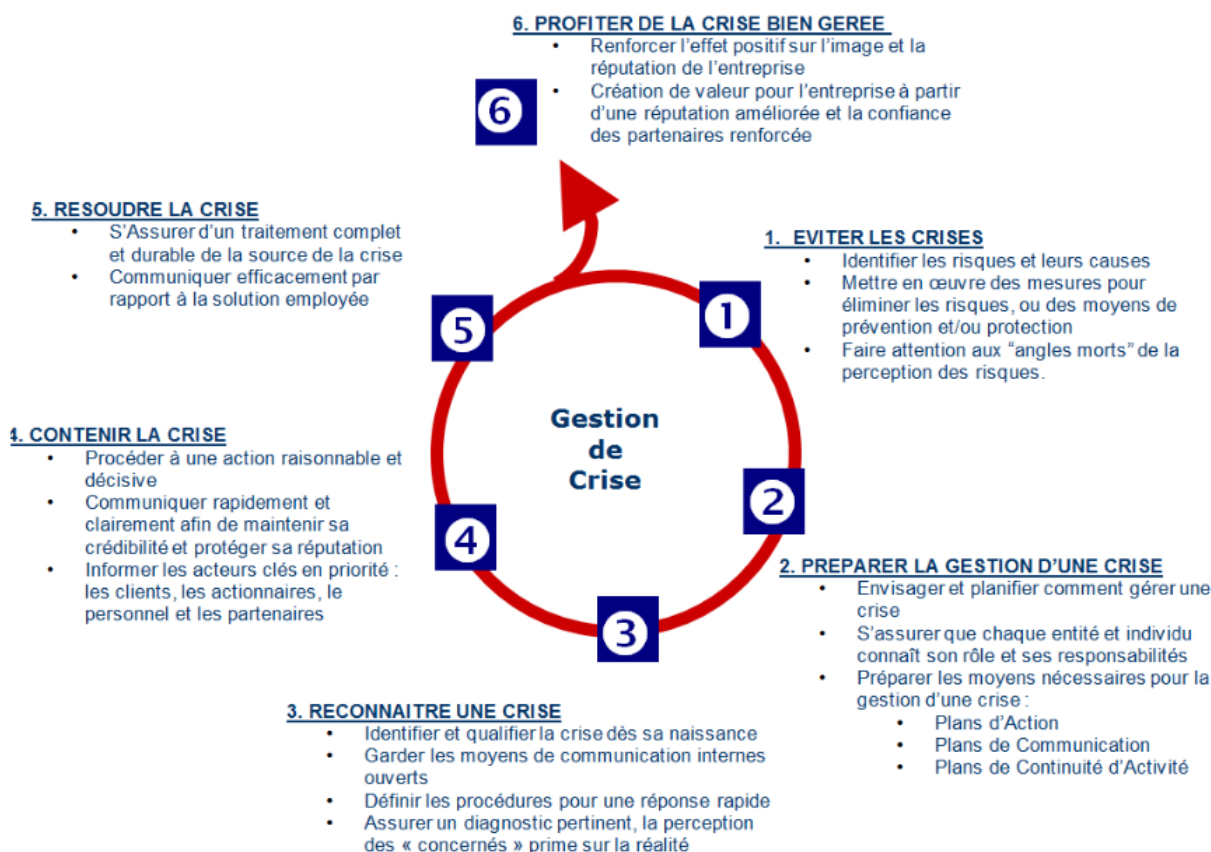 6. PROFITER DE LA CRISE BIEN GEREE
• Renforcer l'effet positif sur l'image et la
réputation de l'entreprise
• Création de valeur pour l'entreprise à partir
d'une réputation améliorée et la confiance
des partenaires renforcée
6
5. RESOUDRE LA CRISE
• S'Assurer d'un traitement complet
et durable de la source de la crise
• Communiquer efficacement par
rapport à la solution employée
5
1. EVITER LES CRISES
• Identifier les risques et leurs causes
• Mettre en œuvre des mesures pour
éliminer les risques, ou des moyens de
prévention et/ou protection
• Faire attention aux "angles morts" de la
perception des risques.
1
Gestion
de
Crise
4. CONTENIR LA CRISE
• Procéder à une action raisonnable et
décisive
• Communiquer rapidement et
clairement afin de maintenir sa
crédibilité et protéger sa réputation
• Informer les acteurs clés en priorité :
les clients, les actionnaires, le
personnel et les partenaires
4
2
2. PREPARER LA GESTION D'UNE CRISE
• Envisager et planifier comment gérer une
crise
• S'assurer que chaque entité et individu
connaît son rôle et ses responsabilités
• Préparer les moyens nécessaires pour la
gestion d'une crise :
• Plans d'Action
• Plans de Communication
• Plans de Continuité d'Activité
3
3. RECONNAITRE UNE CRISE
• Identifier et qualifier la crise dès sa naissance
• Garder les moyens de communication internes
ouverts
• Définir les procédures pour une réponse rapide
• Assurer un diagnostic pertinent, la perception
des « concernés » prime sur la réalité